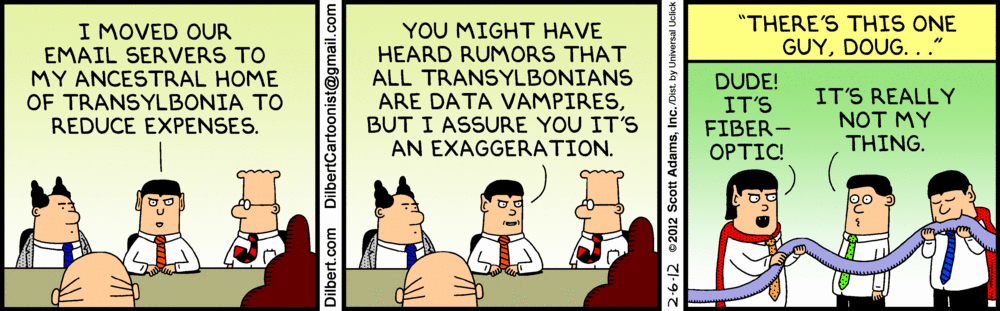 I MOVED OUR
EMAIL SERVERS TO
MY ANCESTRAL HOME
OF TRANSYLBONIA TO
REDUCE EXPENSES.
Dilbert.com DilbertCartoonist@gmail.com
YOU MIGHT HAVE
HEARD RUMORS THAT
ALL TRANSYLBONIANS
ARE DATA VAMPIRES,
BUT I ASSURE YOU IT'S
AN EXAGGERATION.
2-6-12 © 2012 Scott Adams, Inc. /Dist. by Universal Uclick
"THERE'S THIS ONE
GUY, DOUG. . ."
DUDE!
IT'S
FIBER—
OPTIC!
IT'S REALLY
NOT MY
THING.